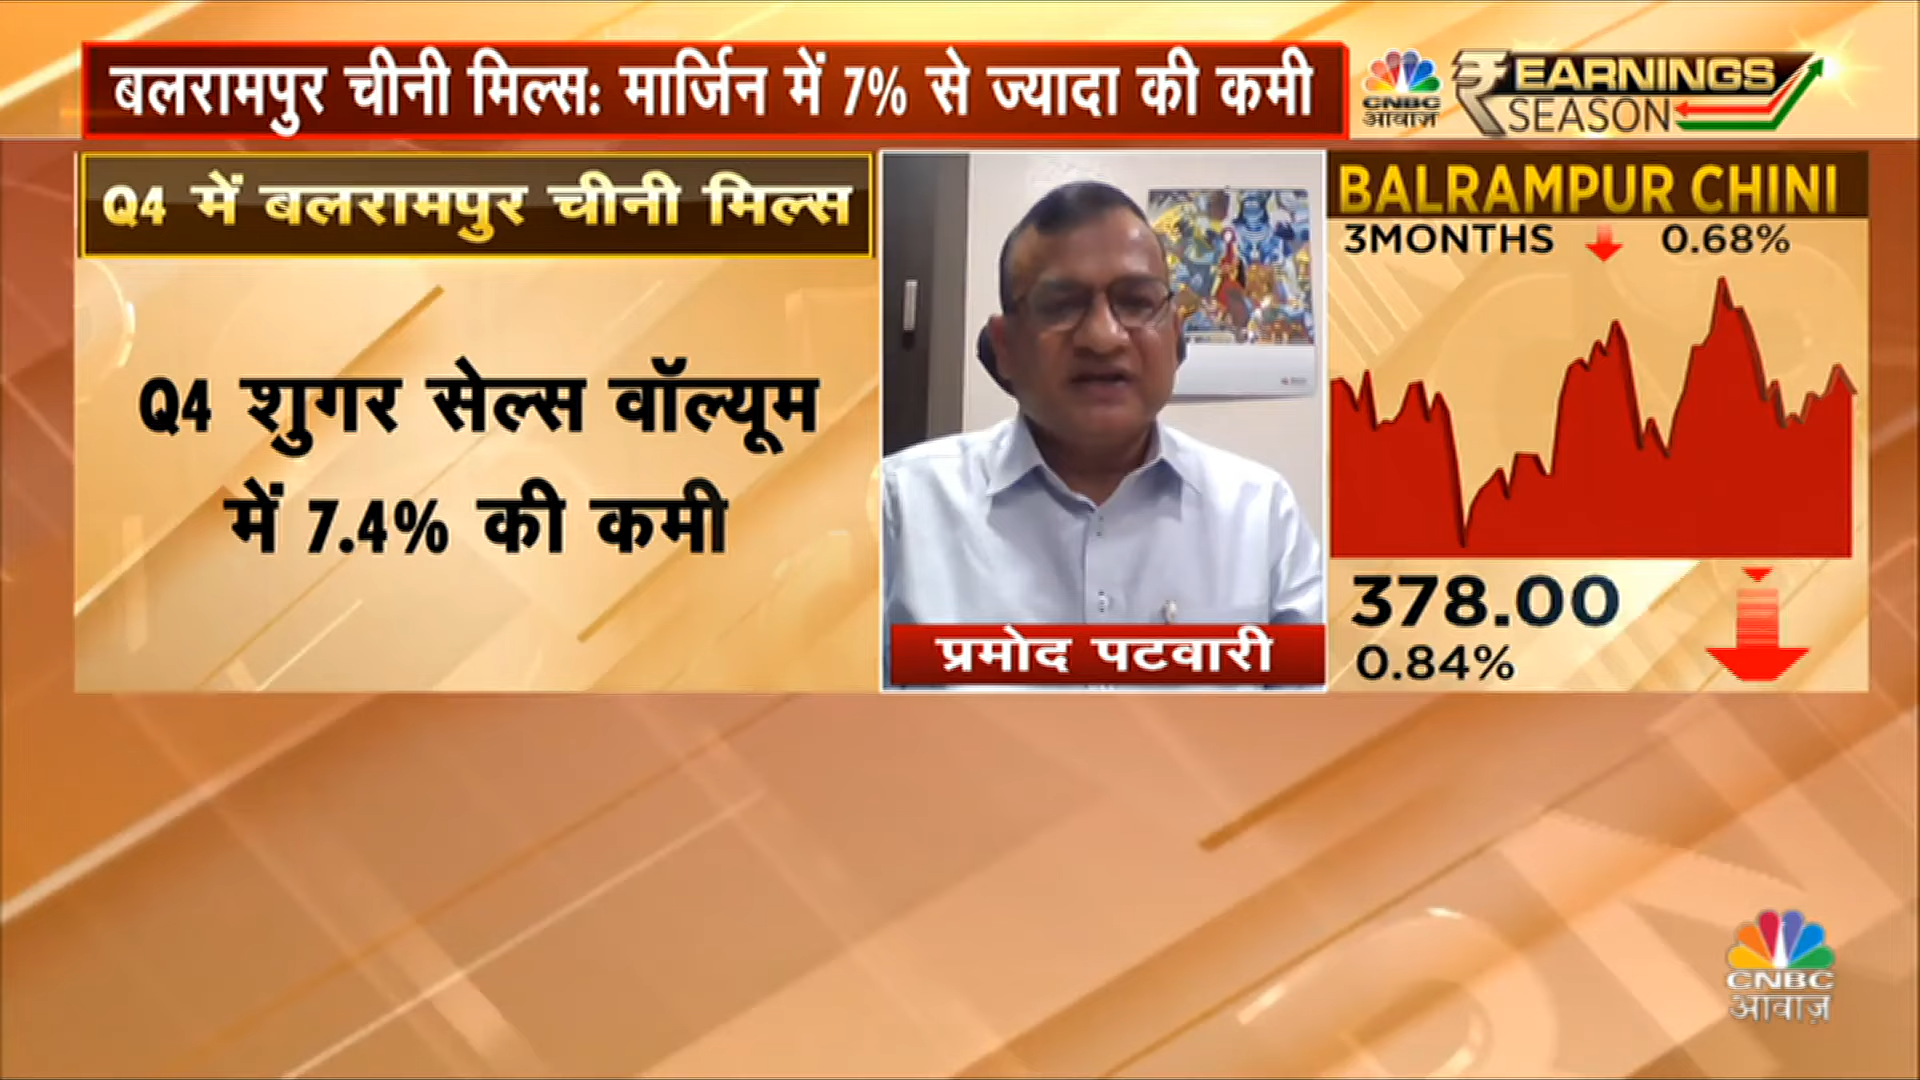 बलरामपुर चीनी मिल्स: मार्जिन में 7% से ज्यादा की कमी
CNBC
आवाज़
₹ EARNINGS
SEASON
Q4 में बलरामपुर चीनी मिल्स
Q4 शुगर सेल्स वॉल्यूम
में 7.4% की कमी
प्रमोद पटवारी
BALRAMPUR CHINI
3MONTHS 0.68%
378.00
0.84%
CNBC
आवाज़